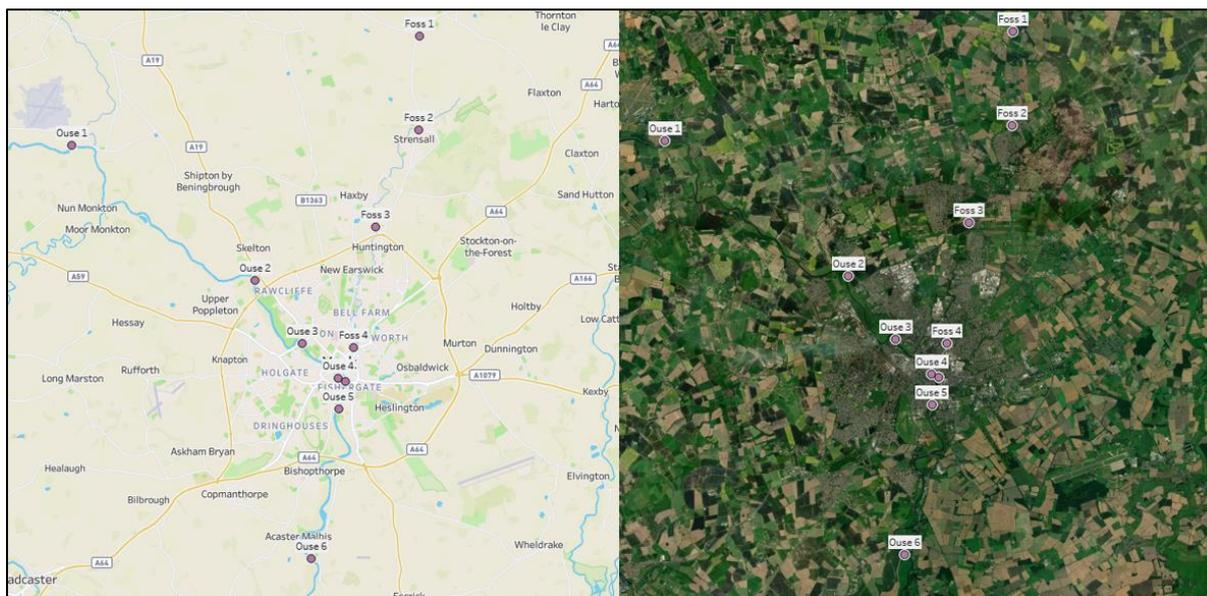 Foss 1
Thornton
le Clay
A19
A64
Flaxton
Harto
Foss 2
Strensall
Ouse 1
A19
Claxton
Shipton by
Beningbrough
Haxby
Sand Hutton
B1363
A64
Nun Monkton
Moor Monkton
Foss 3
Huntington
Stockton-on
the-Forest
Skelton
A59
Ouse 2
New Earswick
A166
RAWCLIFFE
Upper
Poppleton
BELL FARM
Holtby
Low Catt
Hessay
Ouse 3
Foss 4
WORTH
Murton
Dunnington
Knapton
Rufforth
Long Marston
HOLGATE
Ouse 4
Osbaldwick
A1079
FISHERGATE
Kexby
Ouse 5
Heslington
DRINGHOUSES
Askham Bryan
A64
A64
Healaugh
Bishopthorpe
Elvington
Bilbrough
Copmanthorpe
Acaster Malbis
Ouse 6
Wheldrake
A64
adcaster
Foss 1
Foss 2
Ouse 1
Foss 3
Ouse 2
Ouse 3
Foss 4
Ouse 4
Ouse 5
Ouse 6